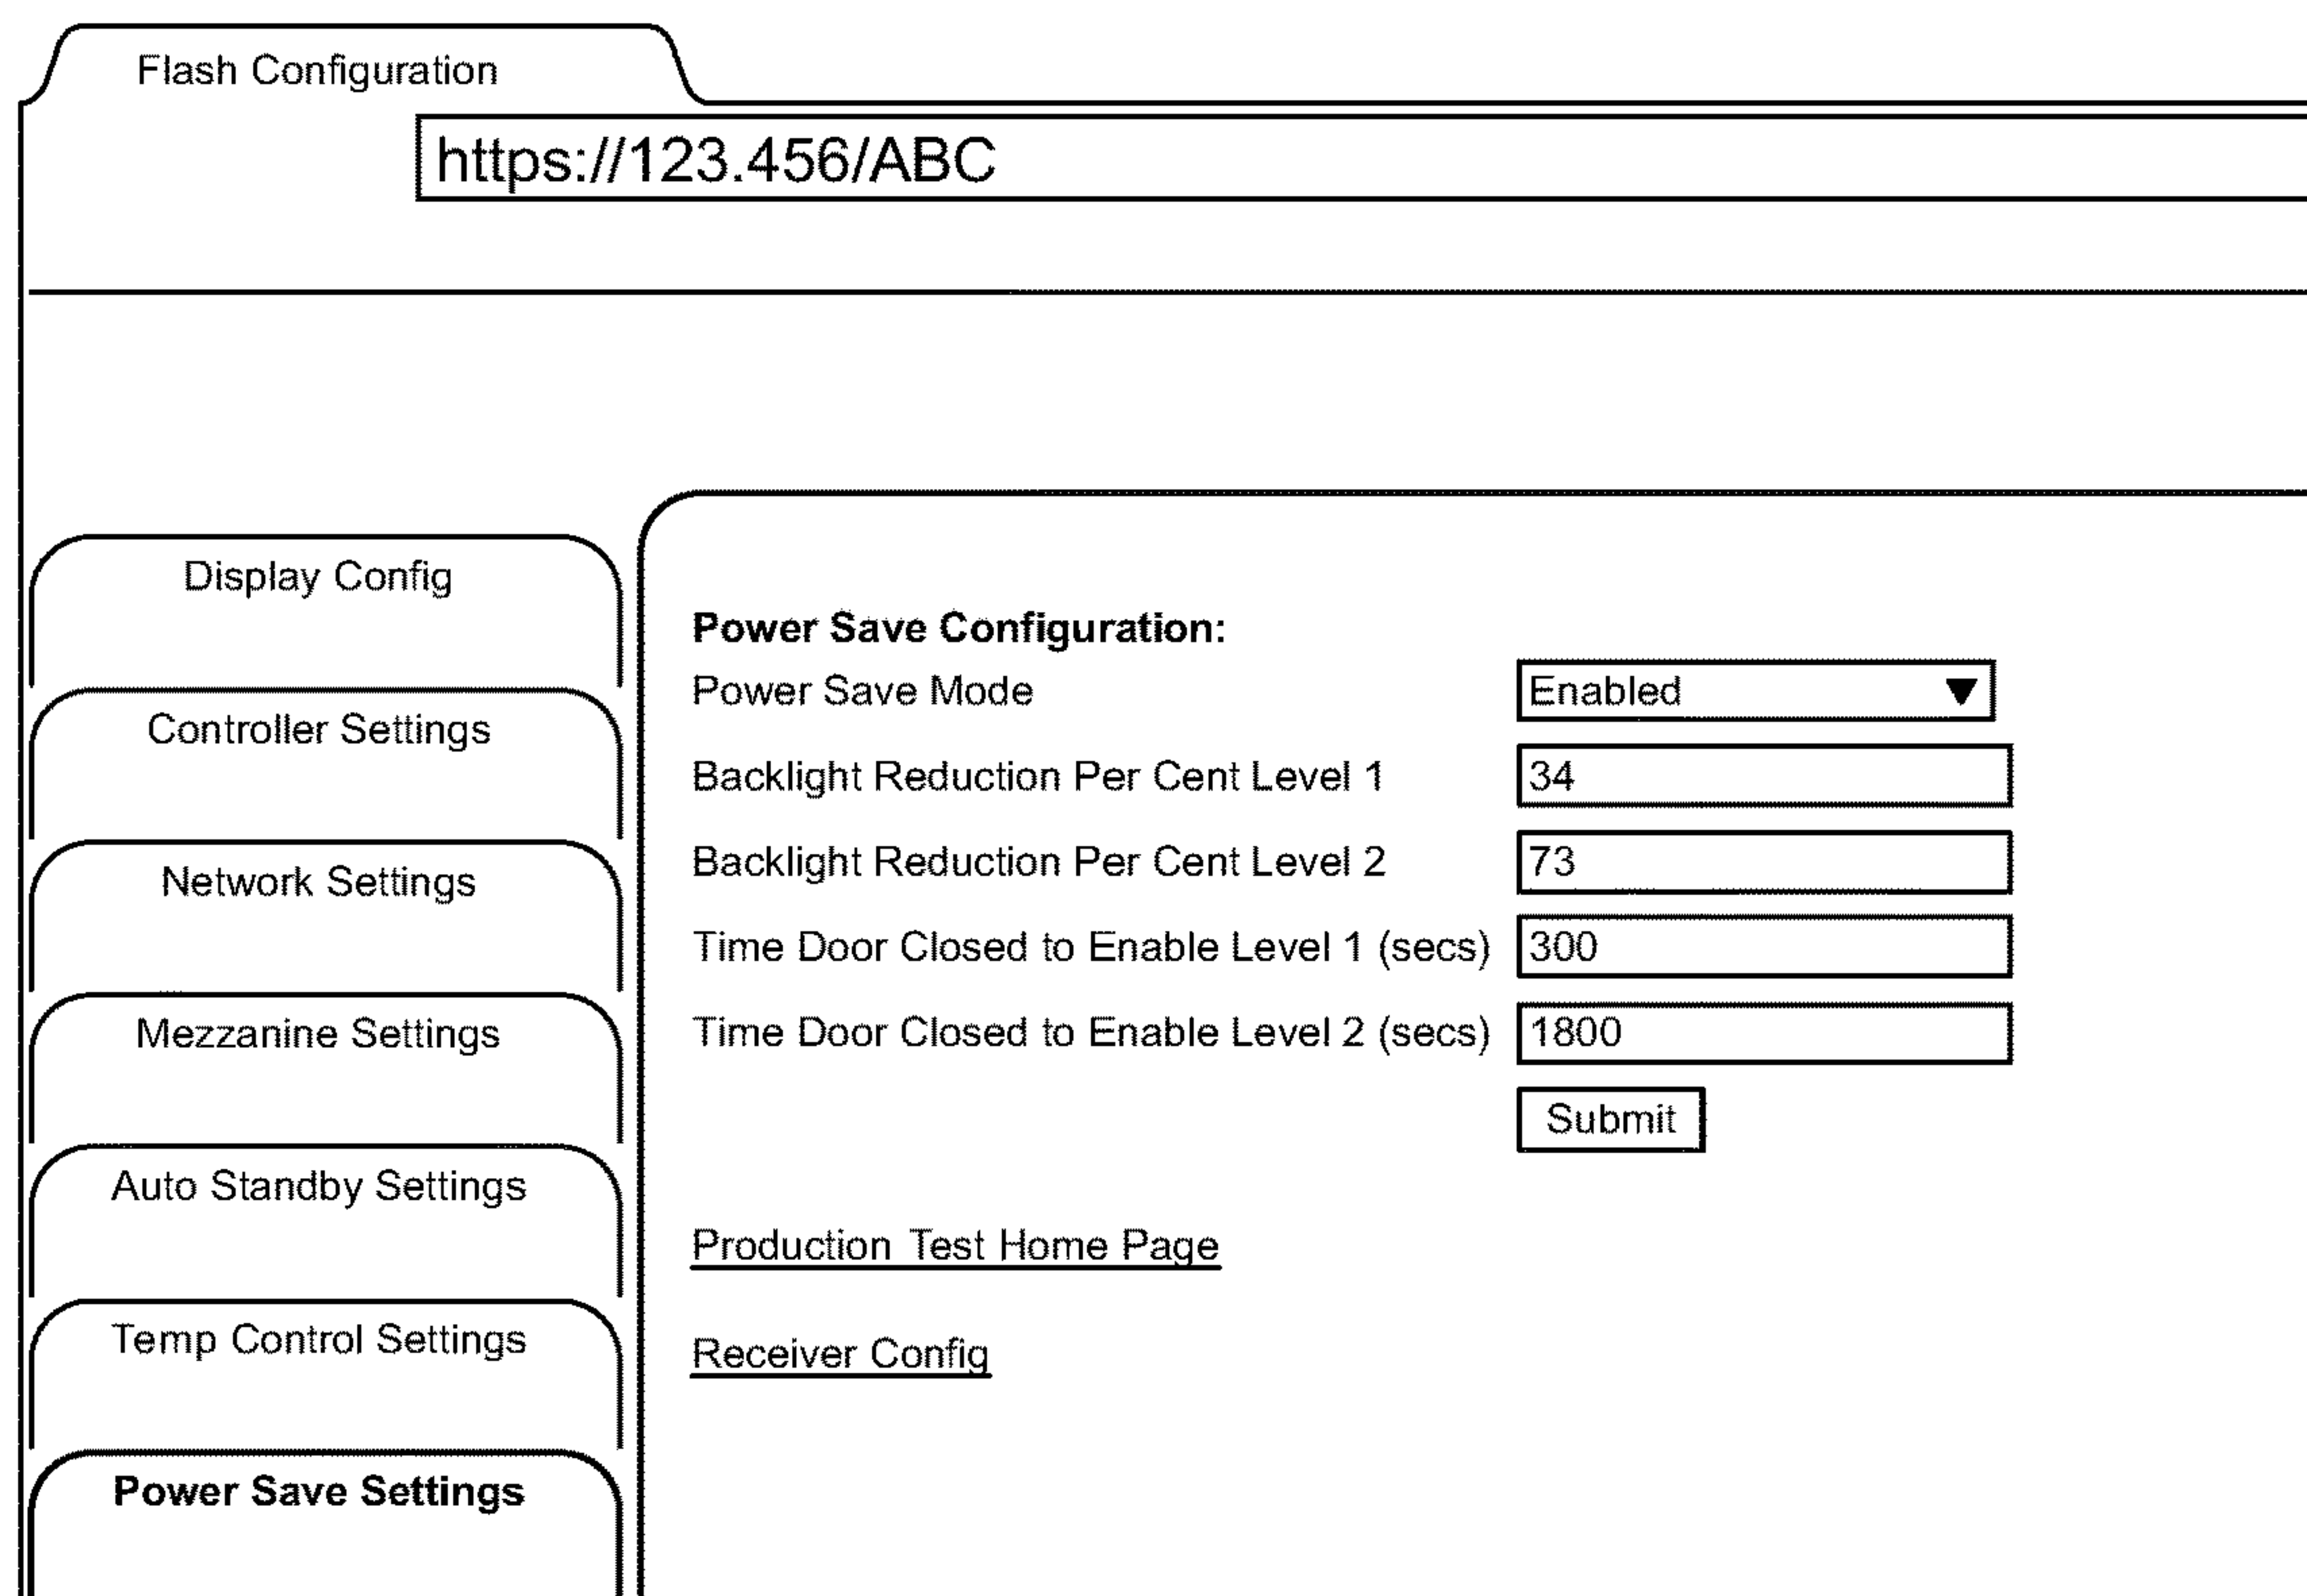 Flash Configuration
https://123.456/ABC
Display Config
Controller Settings
Network Settings
Mezzanine Settings
Auto Standby Settings
Temp Control Settings
Power Save Settings
Power Save Configuration:
Power Save Mode Enabled
Backlight Reduction Per Cent Level 1 34
Backlight Reduction Per Cent Level 2 73
Time Door Closed to Enable Level 1 (secs) 300
Time Door Closed to Enable Level 2 (secs) 1800
Submit
Production Test Home Page
Receiver Config